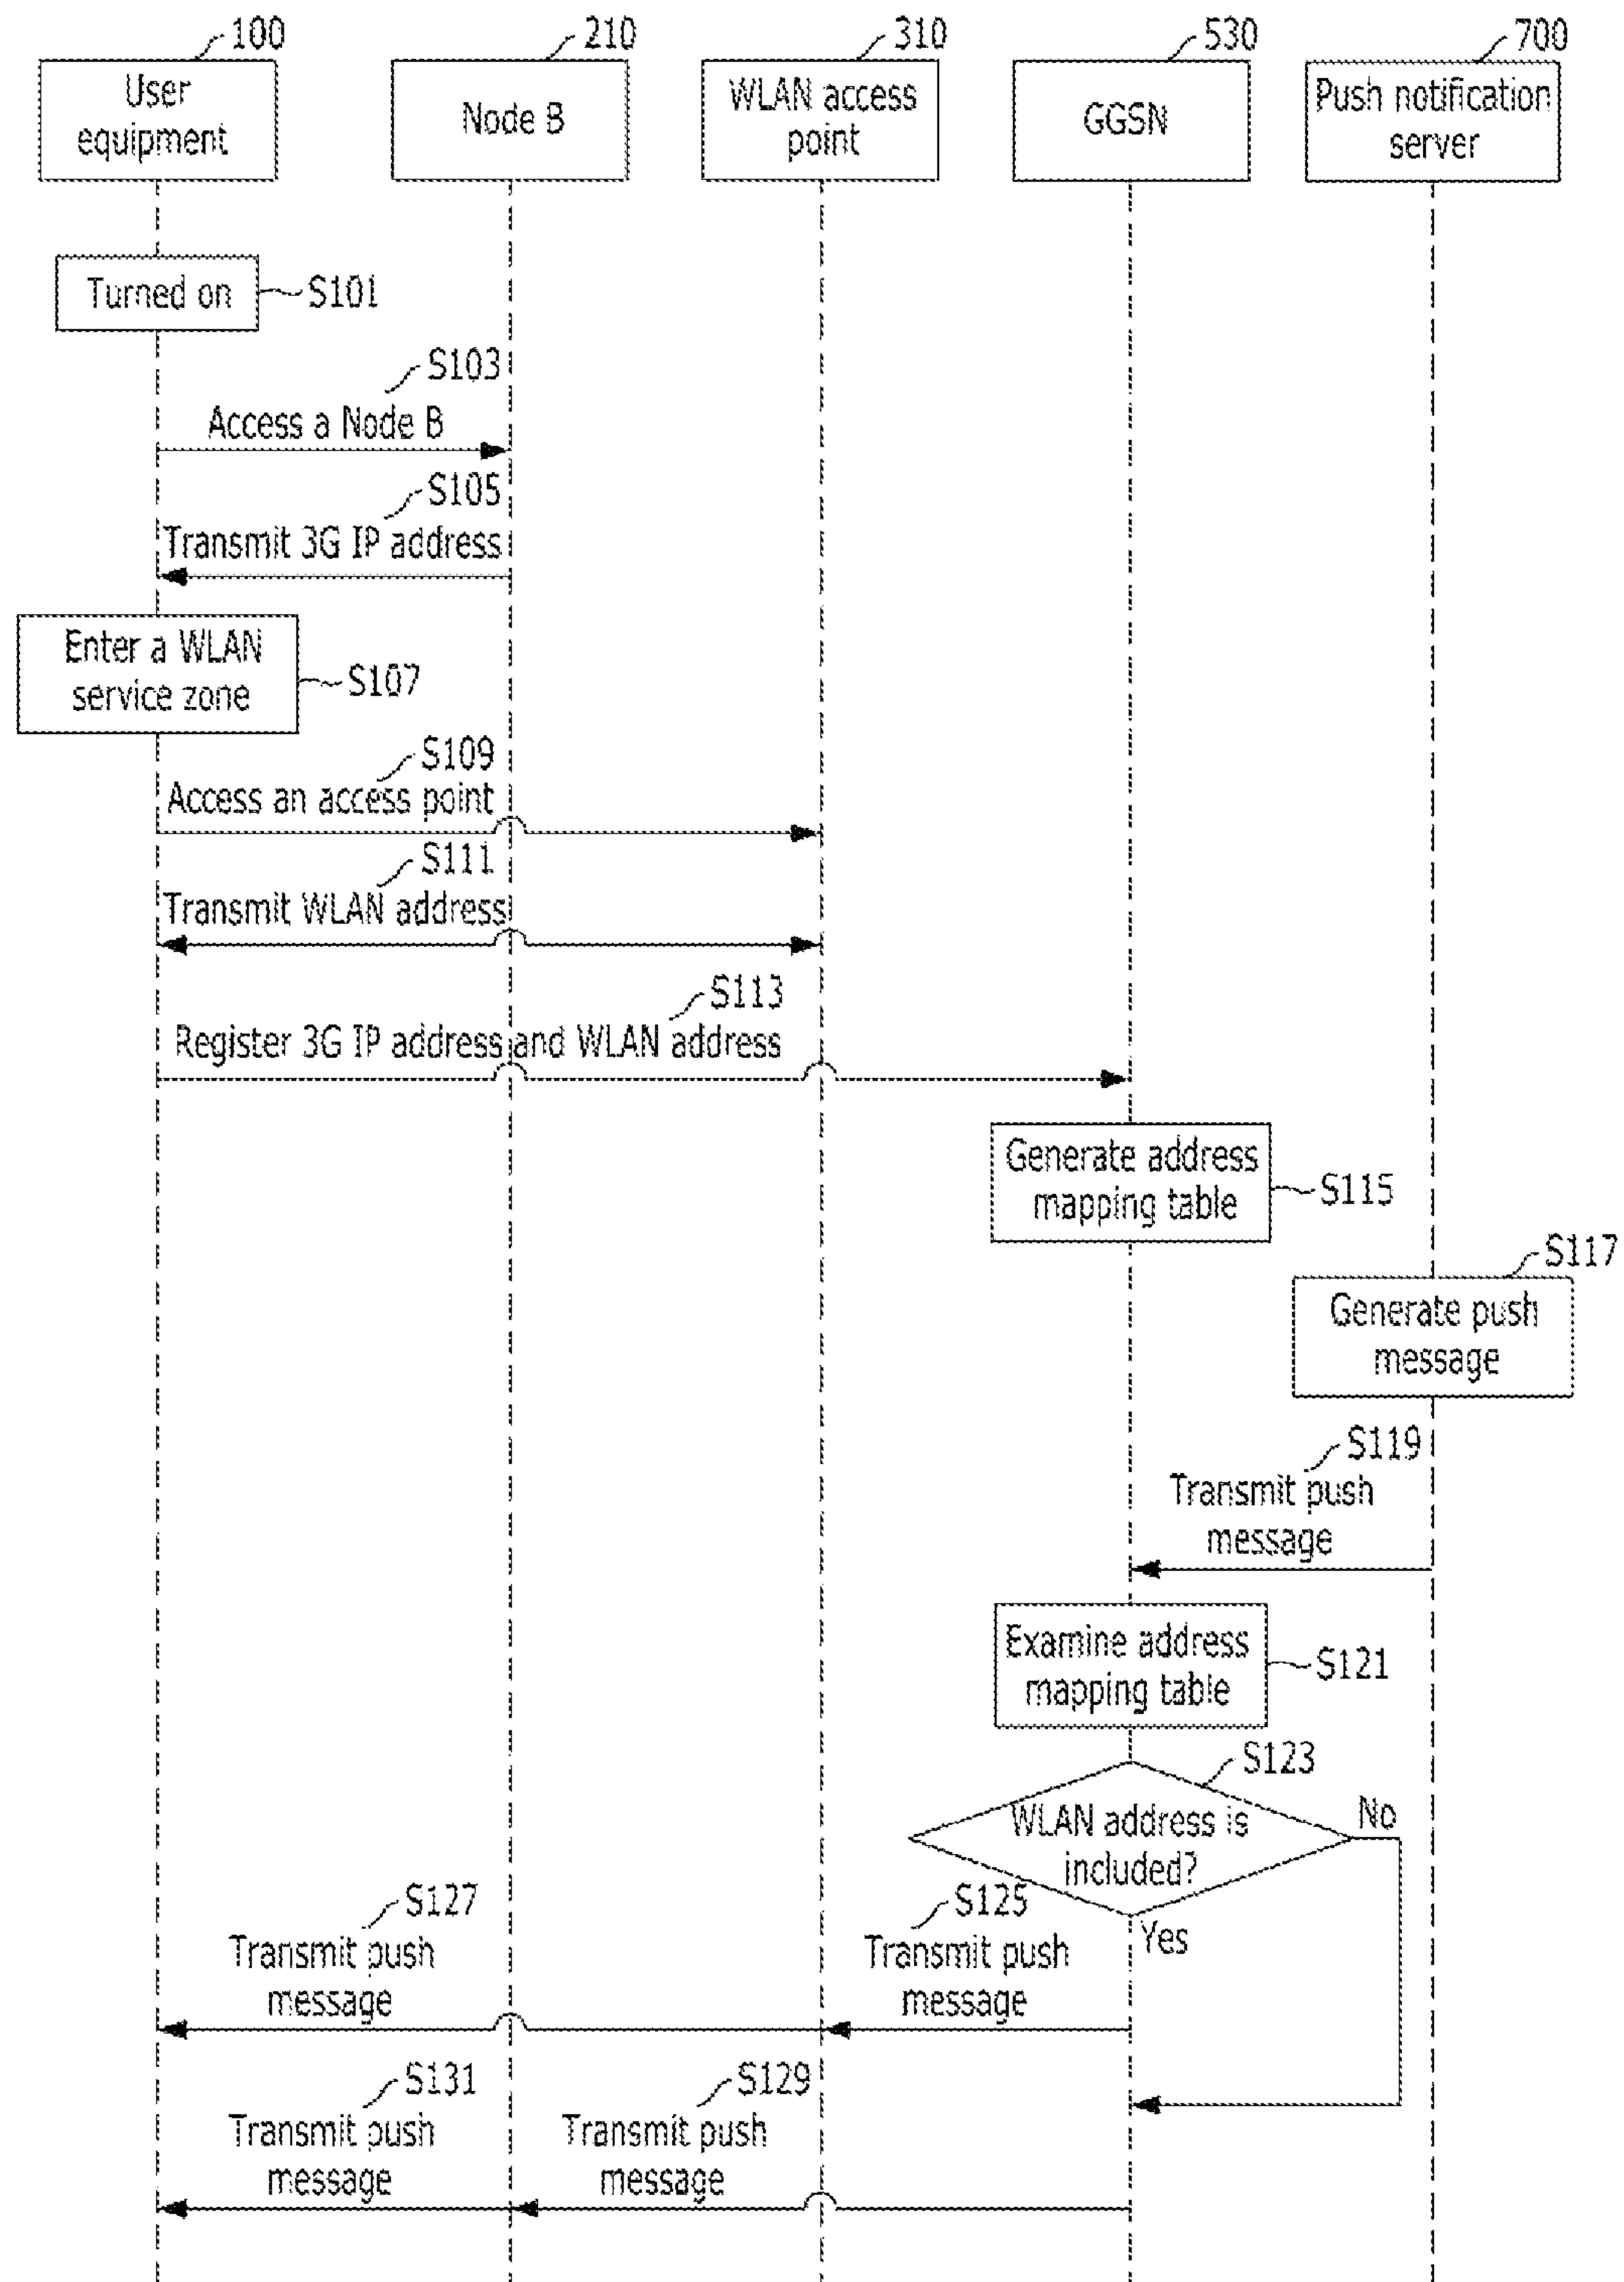 100
210
310
530
700
User
equipment
Node B
WLAN access
point
GGSN
Push notification
server
Turned on
S101
S103
Access a Node B
S105
Transmit 3G IP address
Enter a WLAN
service zone
S107
S109
Access an access point
S111
Transmit WLAN address
S113
Register 3G IP address and WLAN address
Generate address
mapping table
S115
S117
Generate push
message
S119
Transmit push
message
Examine address
mapping table
S121
S123
WLAN address is
included?
No
Yes
S127
Transmit push
message
S125
Transmit push
message
S131
Transmit push
message
S129
Transmit push
message